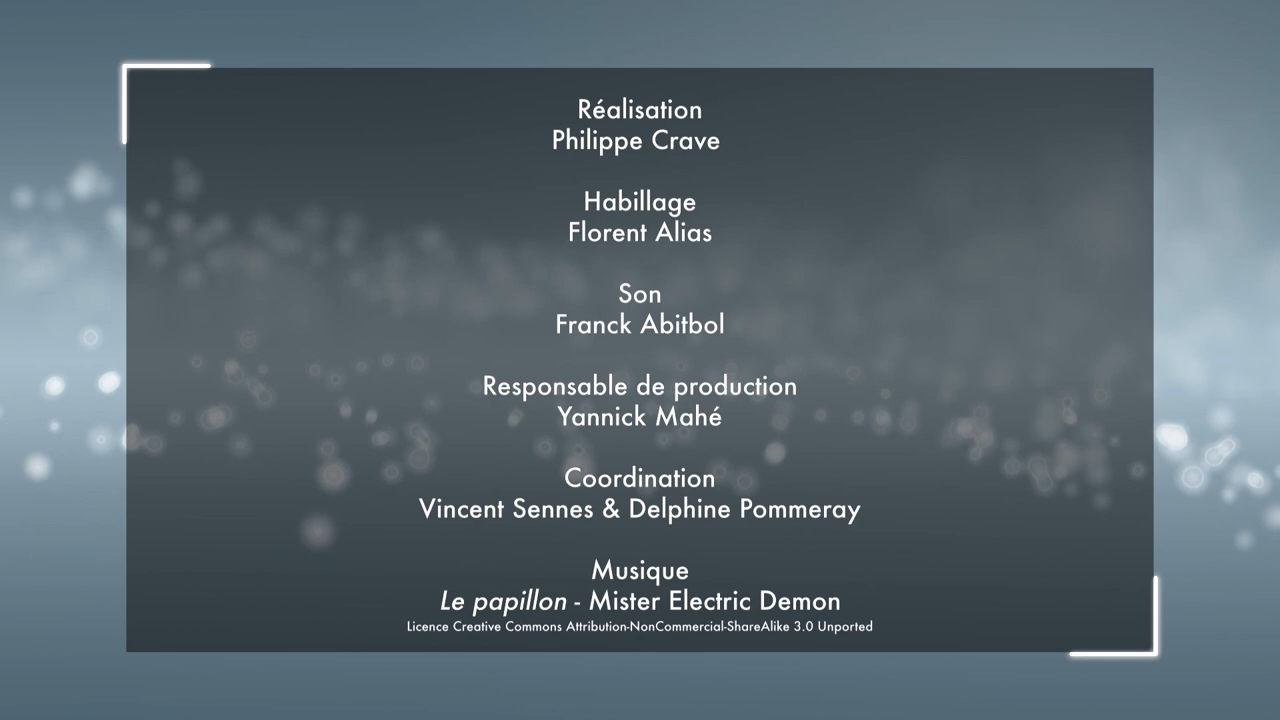 Réalisation
Philippe Crave
Habillage
Florent Alias
Son
Franck Abitbol
Responsable de production
Yannick Mahé
Coordination
Vincent Sennes & Delphine Pommeray
Musique
Le papillon - Mister Electric Demon
Licence Creative Commons Attribution-NonCommercial-ShareAlike 3.0 Unported